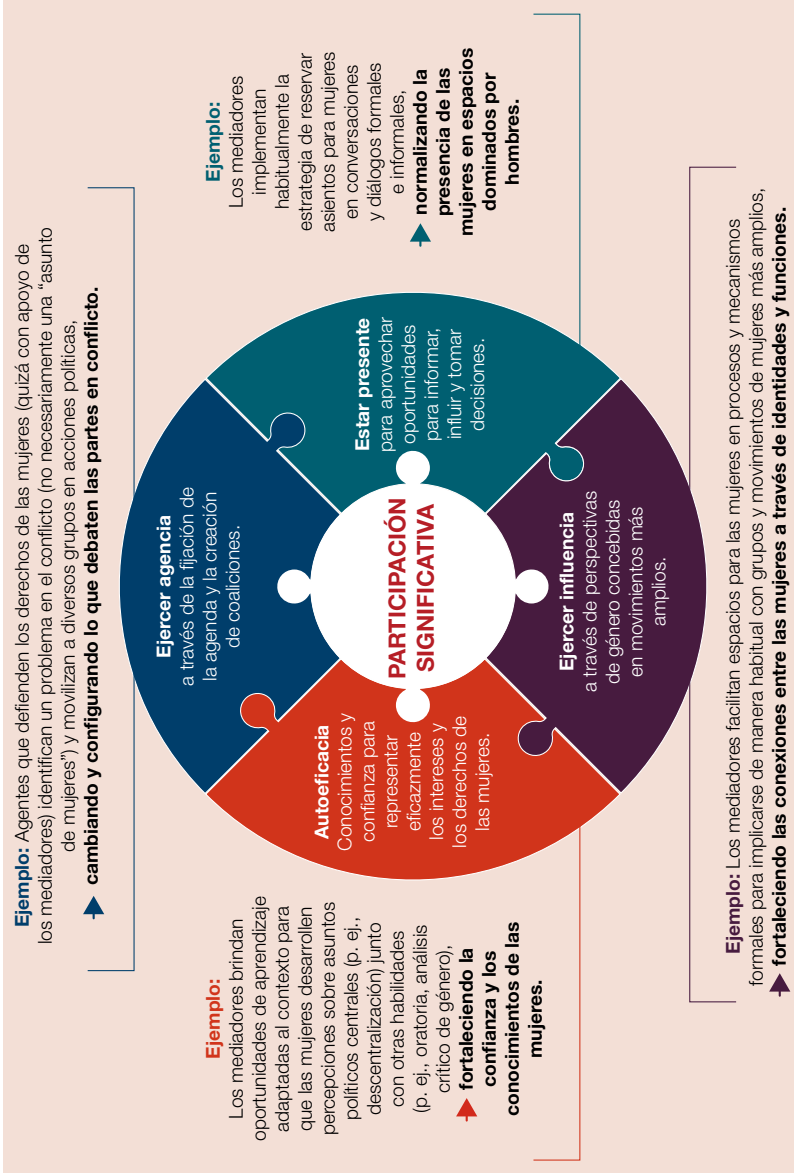 Ejemplo: Agentes que defienden los derechos de las mujeres (quizá con apoyo de
los mediadores) identifican un problema en el conflicto (no necesariamente una “asunto
de mujeres”) y movilizan a diversos grupos en acciones políticas,
cambiando y configurando lo que debaten las partes en conflicto.
Ejercer agencia
a través de la fijación de
la agenda y la creación
de coaliciones.
Ejemplo:
Los mediadores
implementan
habitualmente la
estrategia de reservar
asientos para mujeres
en conversaciones
y diálogos formales
e informales,
normalizando la
presencia de las
mujeres en espacios
dominados por
hombres.
Estar presente
para aprovechar
oportunidades
para informar,
influir y tomar
decisiones.
PARTICIPACIÓN
SIGNIFICATIVA
Autoeficacia
Conocimientos y
confianza para
representar
eficazmente
los intereses y
los derechos de
las mujeres.
Ejemplo:
Los mediadores brindan
oportunidades de aprendizaje
adaptadas al contexto para
que las mujeres desarrollen
percepciones sobre asuntos
políticos centrales (p. ej.,
descentralización) junto
con otras habilidades
(p. ej., oratoria, análisis
crítico de género),
fortaleciendo la
confianza y los
conocimientos de las
mujeres.
Ejercer influencia
a través de perspectivas
de género concebidas
en movimientos más
amplios.
Ejemplo: Los mediadores facilitan espacios para las mujeres en procesos y mecanismos
formales para implicarse de manera habitual con grupos y movimientos de mujeres más amplios,
fortaleciendo las conexiones entre las mujeres a través de identidades y funciones.